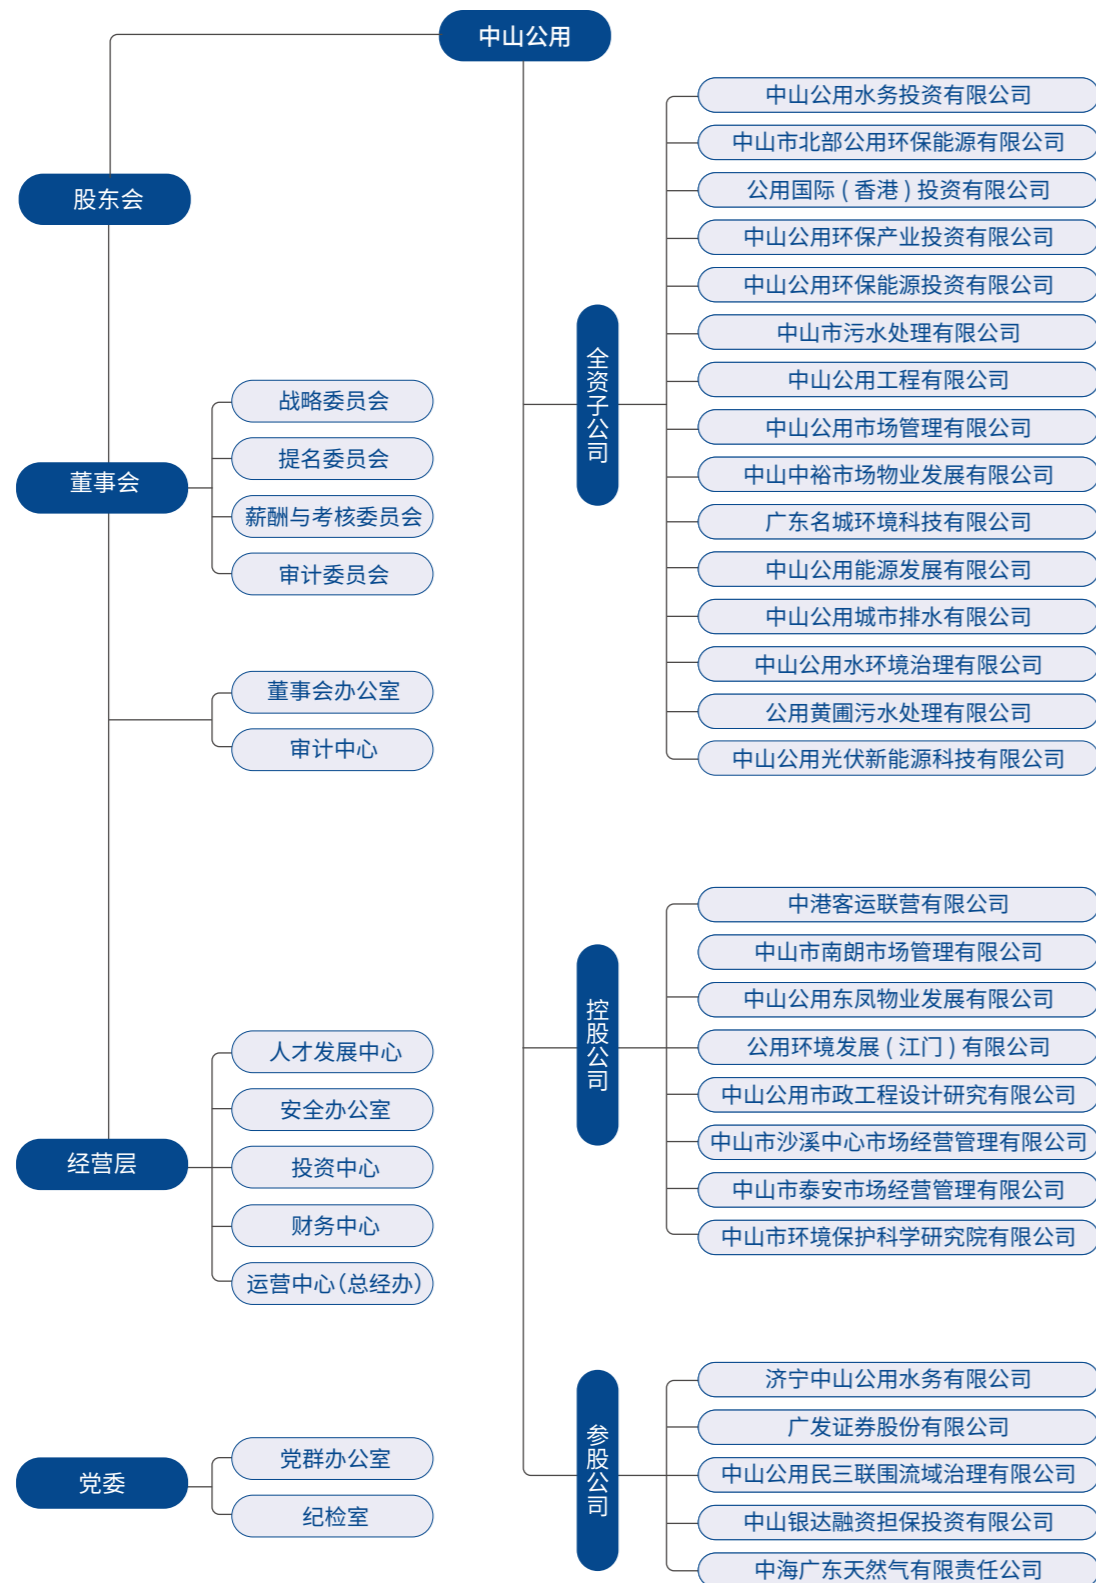 中山公用
股东会
董事会
战略委员会
提名委员会
薪酬与考核委员会
审计委员会
董事会办公室
审计中心
经营层
人才发展中心
安全办公室
投资中心
财务中心
运营中心（总经办）
党委
党群办公室
纪检室
全资子公司
中山公用水务投资有限公司
中山市北部公用环保能源有限公司
公用国际 ( 香港 ) 投资有限公司
中山公用环保产业投资有限公司
中山公用环保能源投资有限公司
中山市污水处理有限公司
中山公用工程有限公司
中山公用市场管理有限公司
中山中裕市场物业发展有限公司
广东名城环境科技有限公司
中山公用能源发展有限公司
中山公用城市排水有限公司
中山公用水环境治理有限公司
公用黄圃污水处理有限公司
中山公用光伏新能源科技有限公司
控股公司
中港客运联营有限公司
中山市南朗市场管理有限公司
中山公用东凤物业发展有限公司
公用环境发展 ( 江门 ) 有限公司
中山公用市政工程设计研究有限公司
中山市沙溪中心市场经营管理有限公司
中山市泰安市场经营管理有限公司
中山市环境保护科学研究院有限公司
参股公司
济宁中山公用水务有限公司
广发证券股份有限公司
中山公用民三联围流域治理有限公司
中山银达融资担保投资有限公司
中海广东天然气有限责任公司